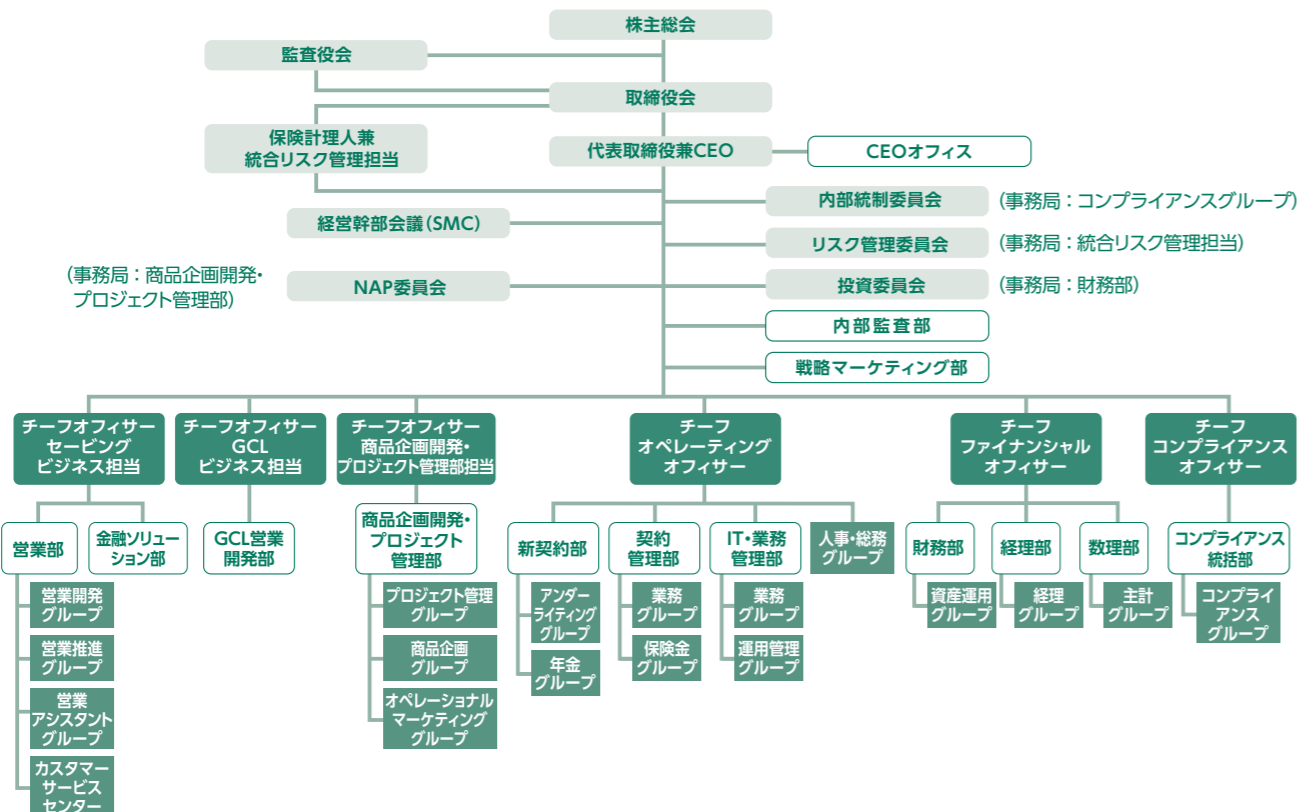 株主総会
監査役会
取締役会
保険計理人兼
統合リスク管理担当
代表取締役兼CEO
CEOオフィス
内部統制委員会
(事務局：コンプライアンスグループ)
経営幹部会議(SMC)
リスク管理委員会
(事務局：統合リスク管理担当)
(事務局：商品企画開発・
プロジェクト管理部)
NAP委員会
投資委員会
(事務局：財務部)
内部監査部
戦略マーケティング部
チーフオフィサー
セービング
ビジネス担当
チーフオフィサー
GCL
ビジネス担当
チーフオフィサー
商品企画開発・
プロジェクト管理部担当
チーフ
オペレーティング
オフィサー
チーフ
ファイナンシャル
オフィサー
チーフ
コンプライアンス
オフィサー
営業部
金融ソリュー
ション部
GCL営業
開発部
商品企画開発・
プロジェクト
管理部
新契約部
契約
管理部
IT・業務
管理部
人事・総務
グループ
財務部
経理部
数理部
コンプライアンス
統括部
営業開発
グループ
営業推進
グループ
営業
アシスタント
グループ
カスタマー
サービス
センター
プロジェクト管理
グループ
商品企画
グループ
オペレーショナル
マーケティング
グループ
アンダー
ライティング
グループ
年金
グループ
業務
グループ
保険金
グループ
業務
グループ
運用管理
グループ
資産運用
グループ
経理
グループ
主計
グループ
コンプライ
アンス
グループ